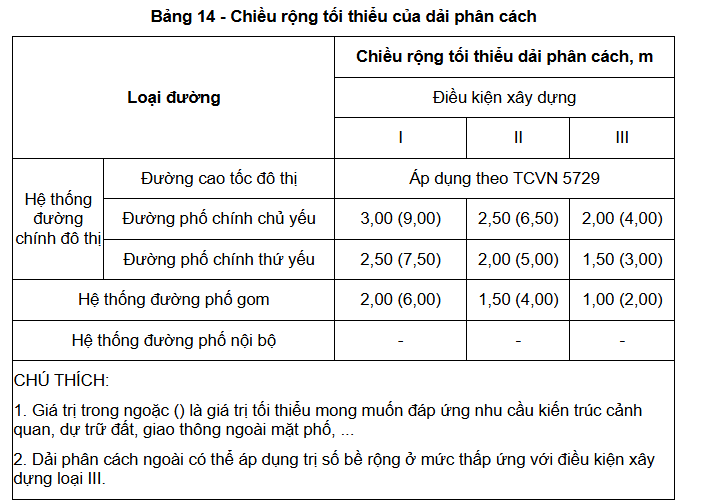 Bảng 14 - Chiều rộng tối thiểu của dải phân cách
Loại đường
Chiều rộng tối thiểu dải phân cách, m
Điều kiện xây dựng
I II III
Hệ thống
đường
chính đô thị
Đường cao tốc đô thị Áp dụng theo TCVN 5729
Đường phố chính chủ yếu 3,00 (9,00) 2,50 (6,50) 2,00 (4,00)
Đường phố chính thứ yếu 2,50 (7,50) 2,00 (5,00) 1,50 (3,00)
Hệ thống đường phố gom 2,00 (6,00) 1,50 (4,00) 1,00 (2,00)
Hệ thống đường phố nội bộ - - -
CHÚ THÍCH:
1. Giá trị trong ngoặc () là giá trị tối thiểu mong muốn đáp ứng nhu cầu kiến trúc cảnh
quan, dự trữ đất, giao thông ngoài mặt phố, ...
2. Dải phân cách ngoài có thể áp dụng trị số bề rộng ở mức thấp ứng với điều kiện xây
dựng loại III.